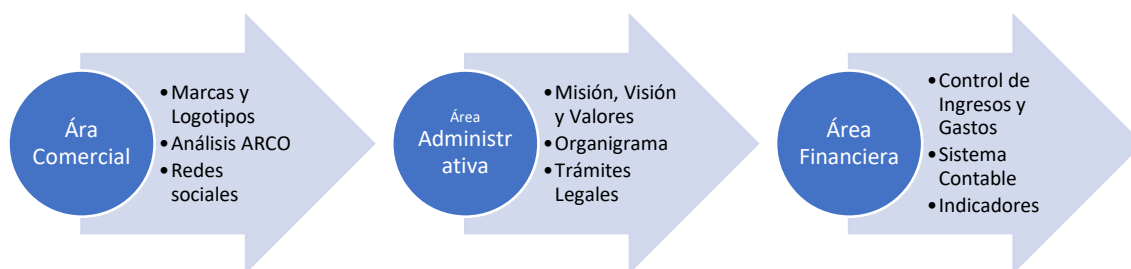 Ára
Comercial
•Marcas y
Logotipos
•Análisis ARCO
•Redes
sociales
Área
Administr
ativa
•Misión, Visión
y Valores
•Organigrama
•Trámites
Legales
Área
Financiera
•Control de
Ingresos y
Gastos
•Sistema
Contable
•Indicadores